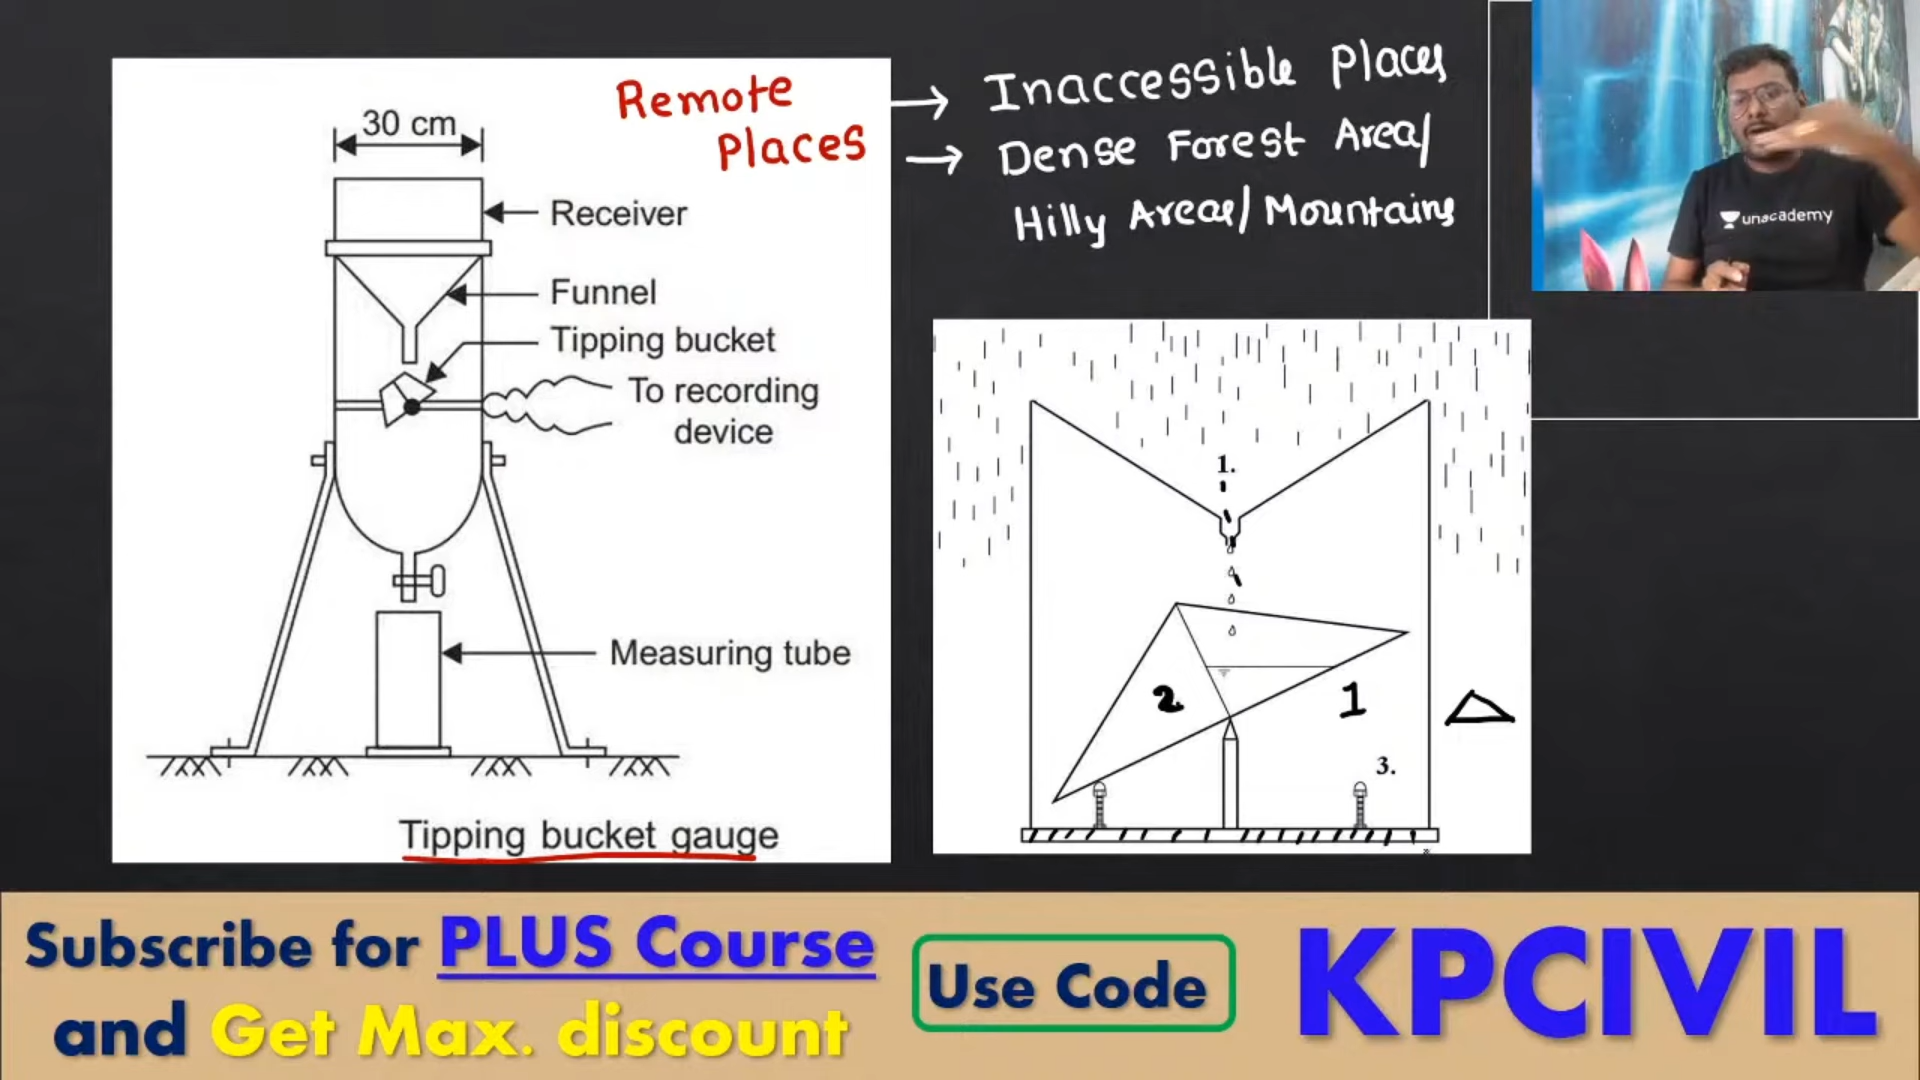 30 cm
Remote
Places
→ Inaccessible Places
→ Dense Forest Area/
Hilly Areas/Mountains
unacademy
Receiver
Funnel
Tipping bucket
To recording
device
Measuring tube
Tipping bucket gauge
1.
2.
1
3.
Subscribe for PLUS Course
and Get Max. discount
Use Code
KPCIVIL